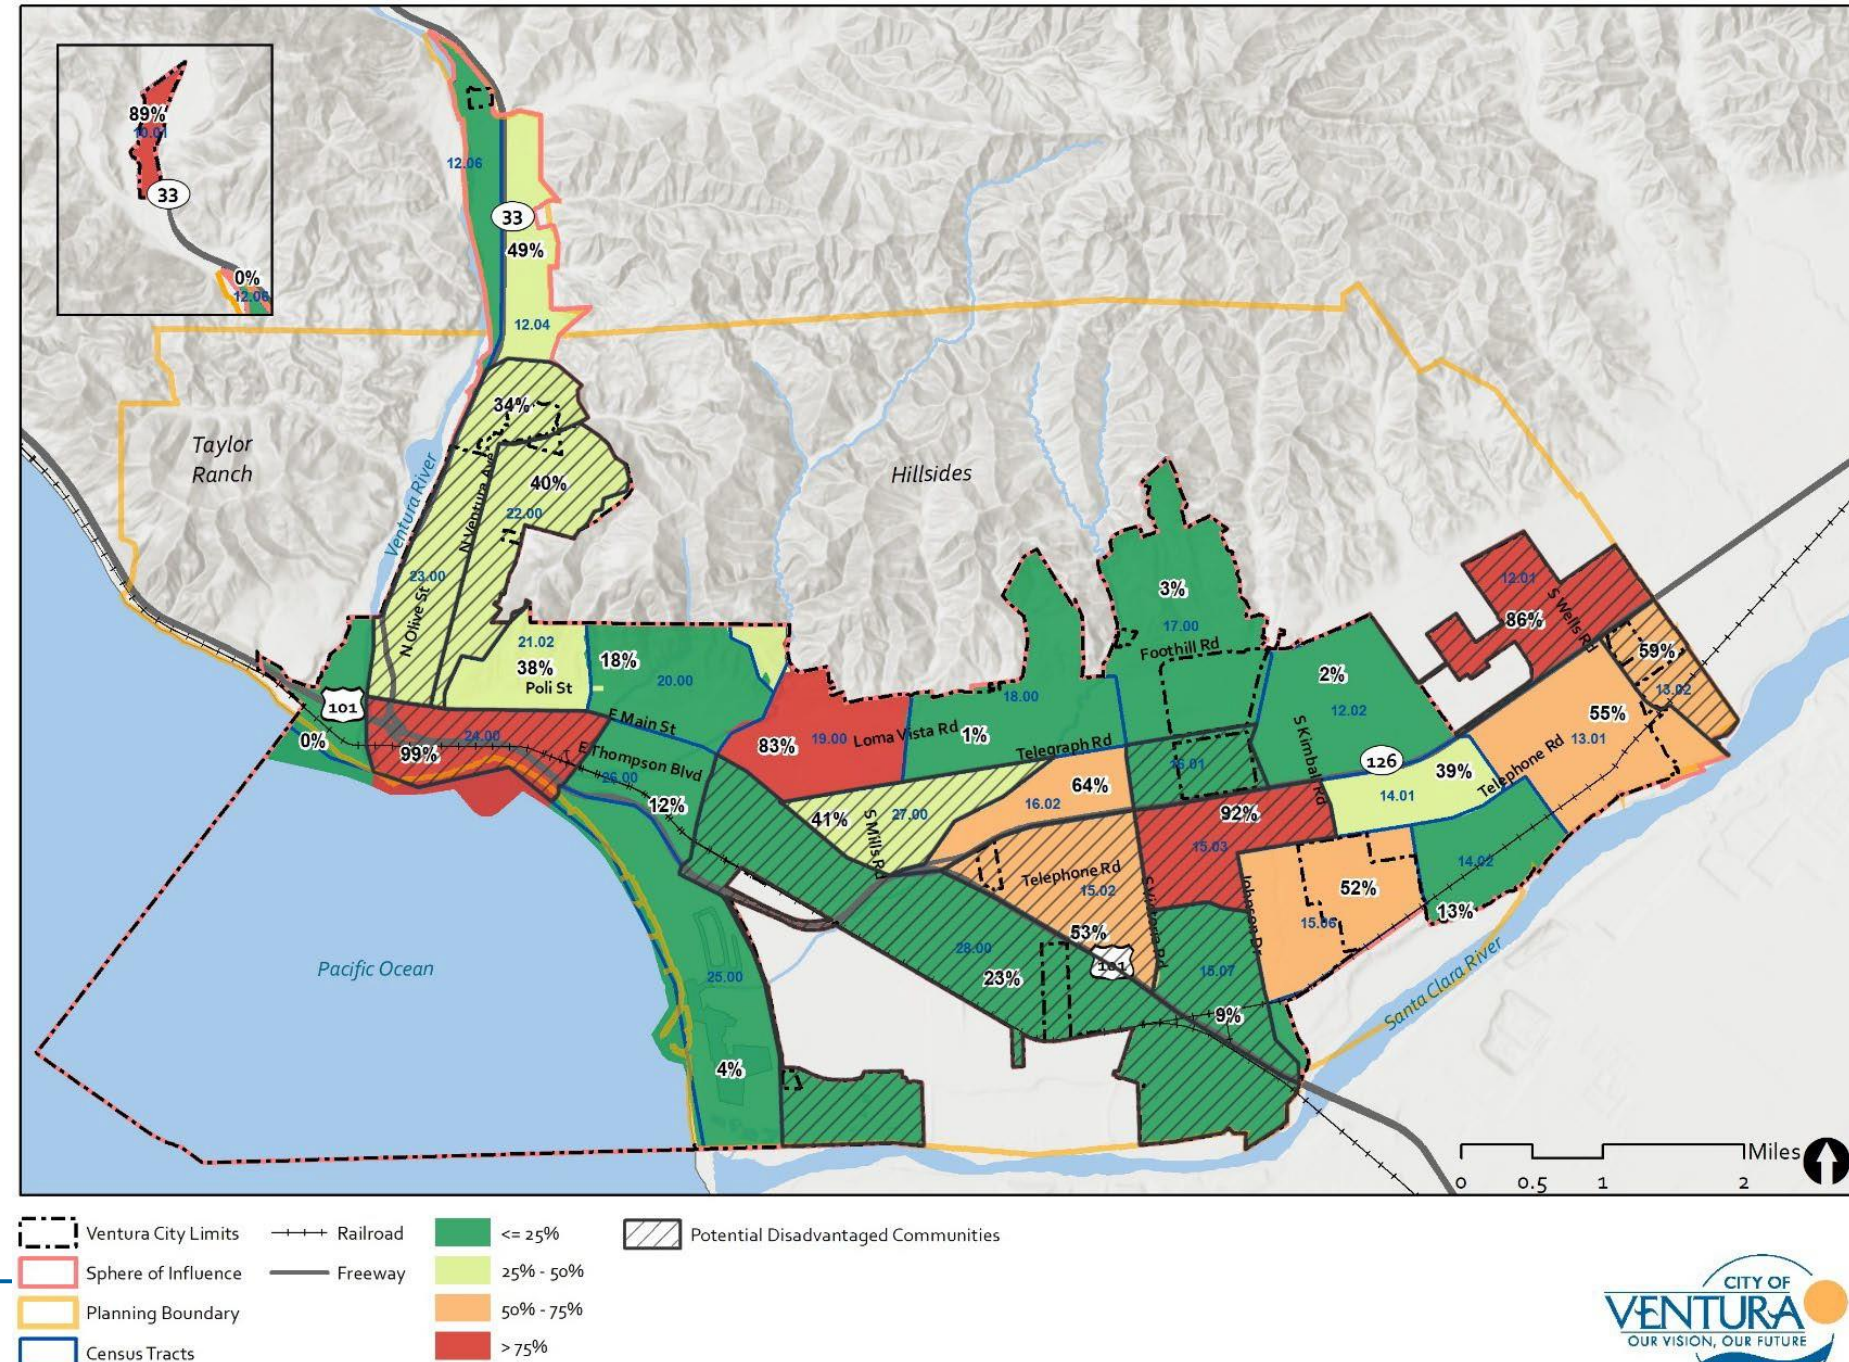 89%
10.01
33
0%
12.06
12.06
33
49%
12.04
34%
Taylor
Ranch
Ventura River
N Ventura Ave
40%
22.00
Hillsides
23.00
N Olive St
21.02
38%
Poli St
18%
20.00
3%
17.00
Foothill Rd
2%
12.02
12.01
86%
S Wells Rd
59%
13.02
101
0%
99%
24.00
E Main St
E Thompson Blvd
26.00
12%
83%
19.00
Loma Vista Rd
18.00
1%
Telegraph Rd
16.01
S Kimball Rd
126
39%
14.01
Telephone Rd
55%
13.01
41%
27.00
S Mills Rd
16.02
64%
92%
15.03
Telephone Rd
15.02
53%
101
S Victoria Rd
Johnson Dr
52%
15.06
14.02
13%
Pacific Ocean
25.00
4%
28.00
23%
15.07
9%
Santa Clara River
Miles
0 0.5 1 2
Ventura City Limits
Sphere of Influence
Planning Boundary
Census Tracts
Railroad
Freeway
<= 25%
25% - 50%
50% - 75%
> 75%
Potential Disadvantaged Communities
CITY OF
VENTURA
OUR VISION, OUR FUTURE